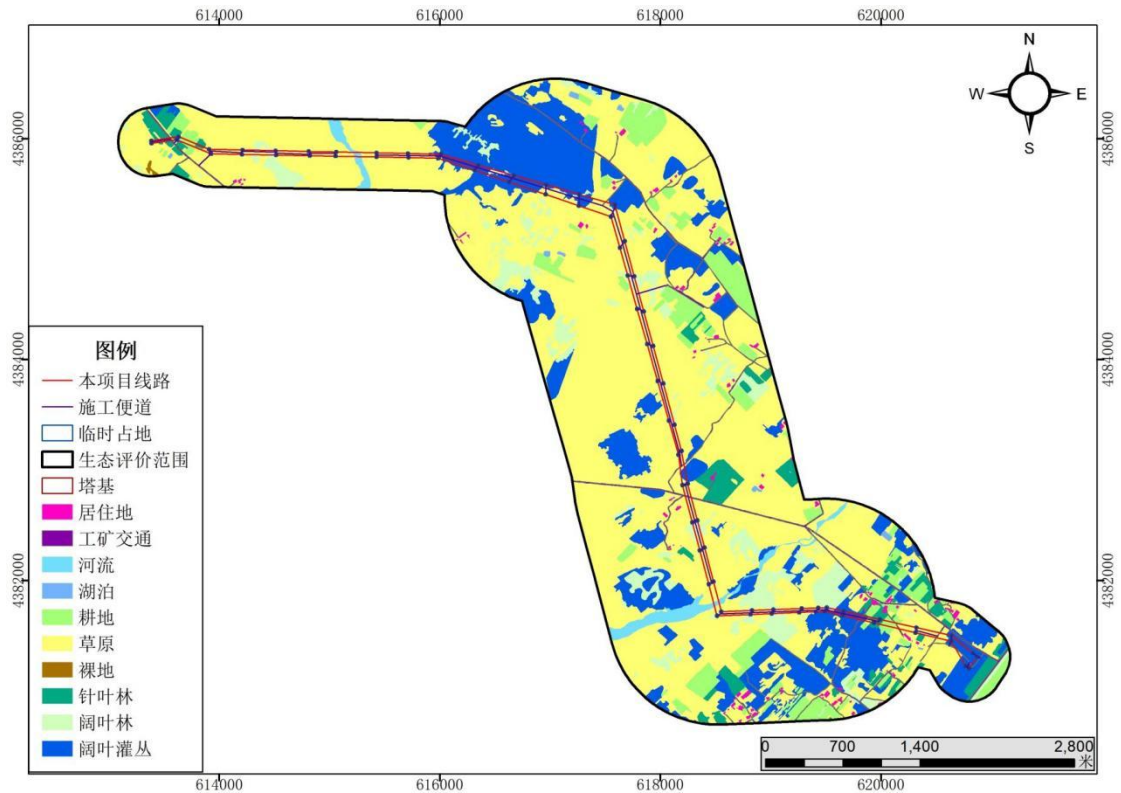 614000 616000 618000 620000
N
W E
S
4386000 4386000
4384000 4384000
4382000 4382000
图例
本项目线路
施工便道
临时占地
生态评价范围
塔基
居住地
工矿交通
河流
湖泊
耕地
草原
裸地
针叶林
阔叶林
阔叶灌丛
0 700 1,400 2,800
米
614000 616000 618000 620000